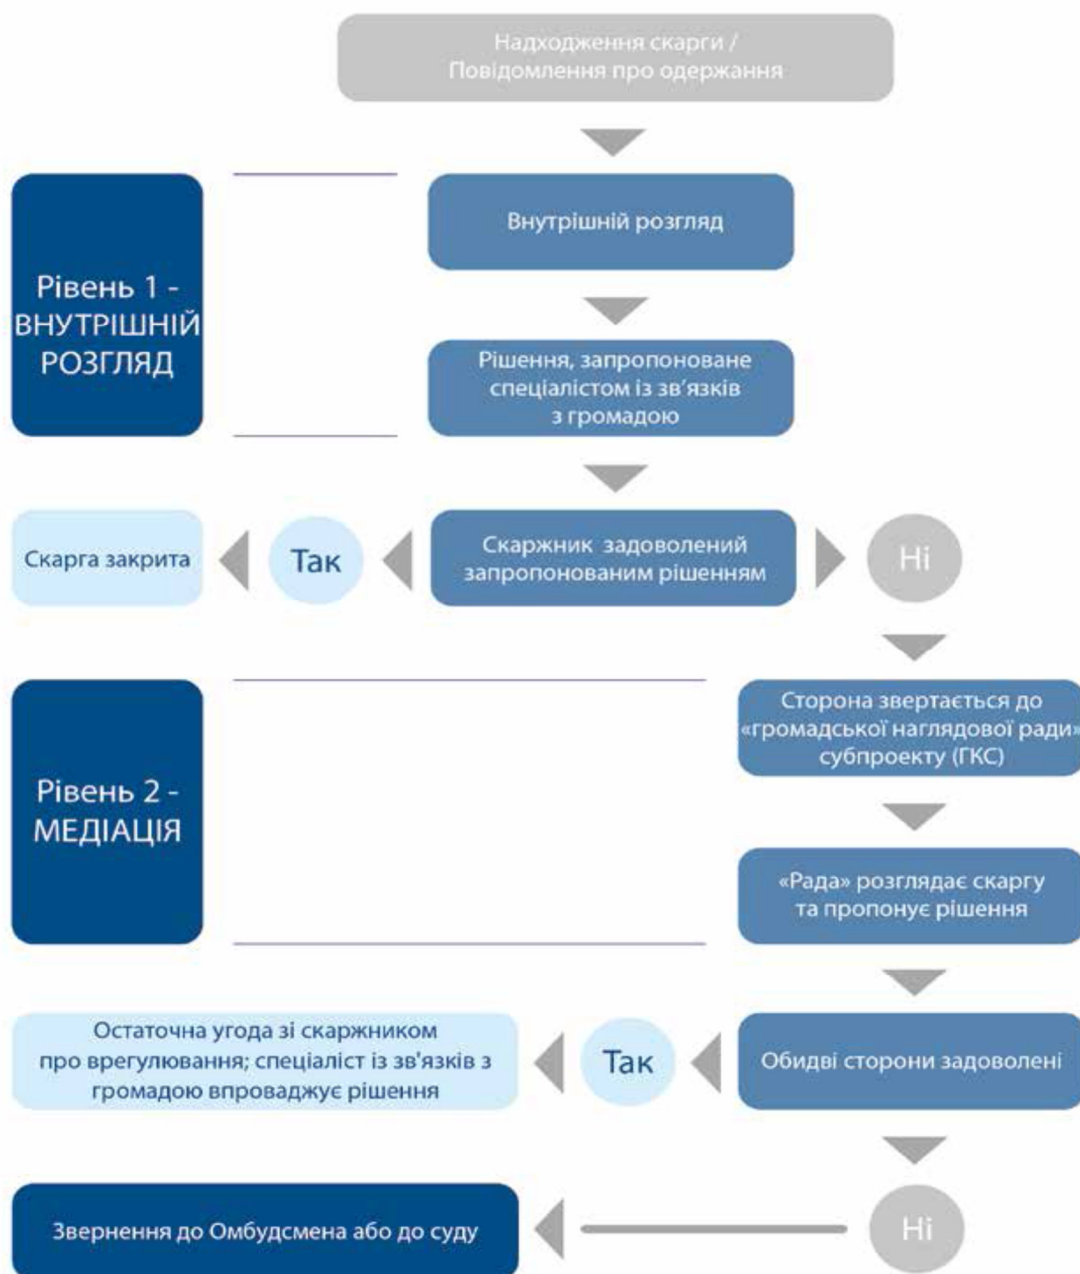 Надходження скарги /
Повідомлення про одержання
Внутрішній розгляд
Рівень 1 -
ВНУТРІШНІЙ
РОЗГЛЯД
Рішення, запропоноване
спеціалістом із зв’язків
з громадою
Скарга закрита
Так
Скаржник задоволений
запропонованим рішенням
Ні
Сторона звертається до
«громадської наглядової ради»
субпроекту (ГКС)
Рівень 2 -
МЕДІАЦІЯ
«Рада» розглядає скаргу
та пропонує рішення
Остаточна угода зі скаржником
про врегулювання; спеціаліст із зв'язків з
громадою впроваджує рішення
Так
Обидві сторони задоволені
Звернення до Омбудсмена або до суду
Ні